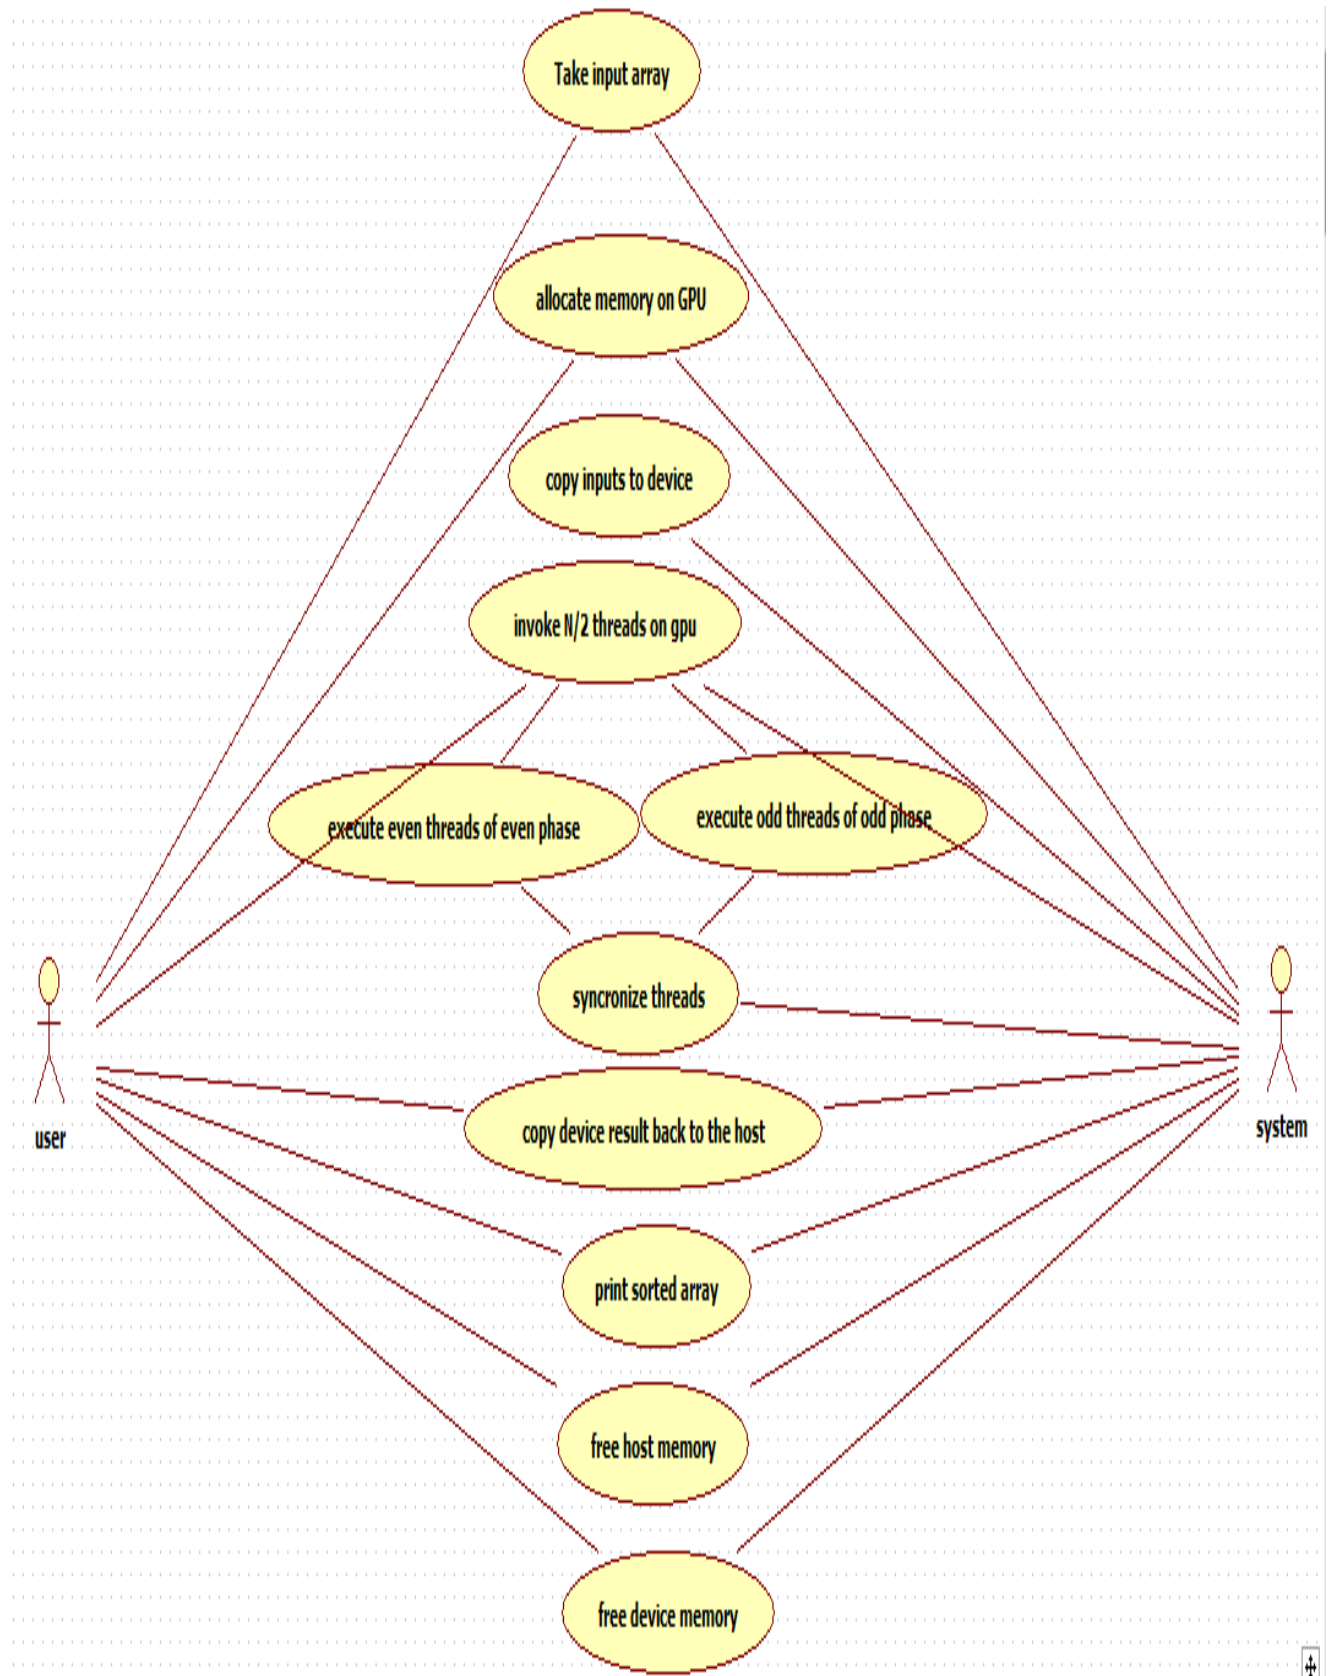 Take input array
allocate memory on GPU
copy inputs to device
invoke N/2 threads on gpu
execute even threads of even phase
execute odd threads of odd phase
syncronize threads
user
system
copy device result back to the host
print sorted array
free host memory
free device memory